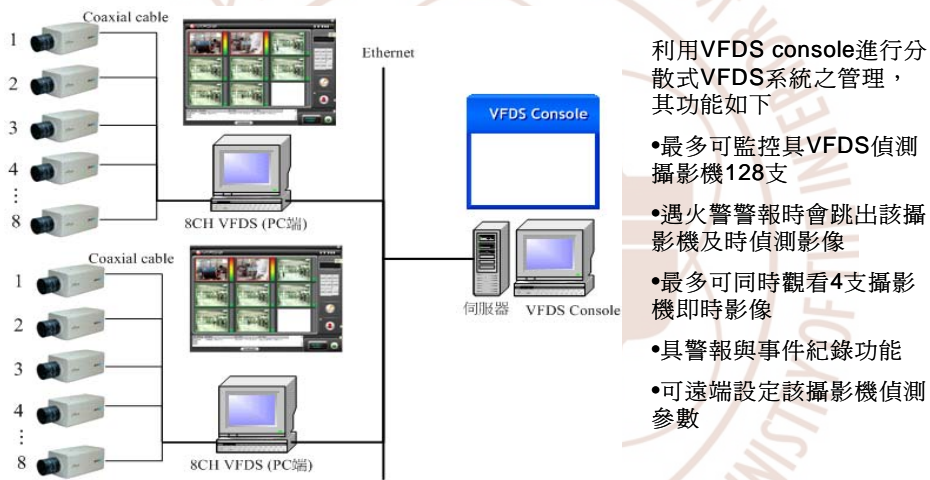 Coaxial cable
1
2
3
4
⋮
8
8CH VFDS (PC端)
Coaxial cable
1
2
3
4
⋮
8
8CH VFDS (PC端)
Ethernet
VFDS Console
伺服器
VFDS Console
利用VFDS console進行分
散式VFDS系統之管理，
其功能如下
•最多可監控具VFDS偵測
攝影機128支
•遇火警警報時會跳出該攝
影機及時偵測影像
•最多可同時觀看4支攝影
機即時影像
•具警報與事件紀錄功能
•可遠端設定該攝影機偵測
參數